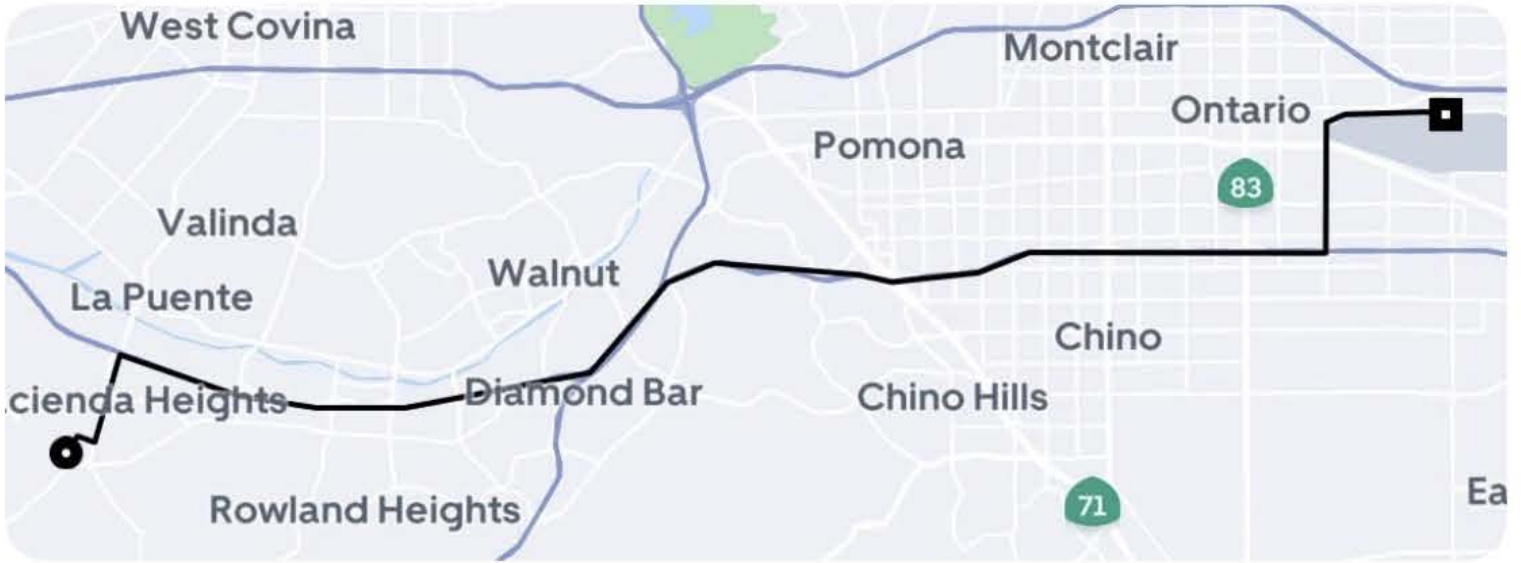 West Covina
Montclair
Ontario
Pomona
83
Valinda
Walnut
La Puente
Chino
cienda Heights
Diamond Bar
Chino Hills
Rowland Heights
71
Ea